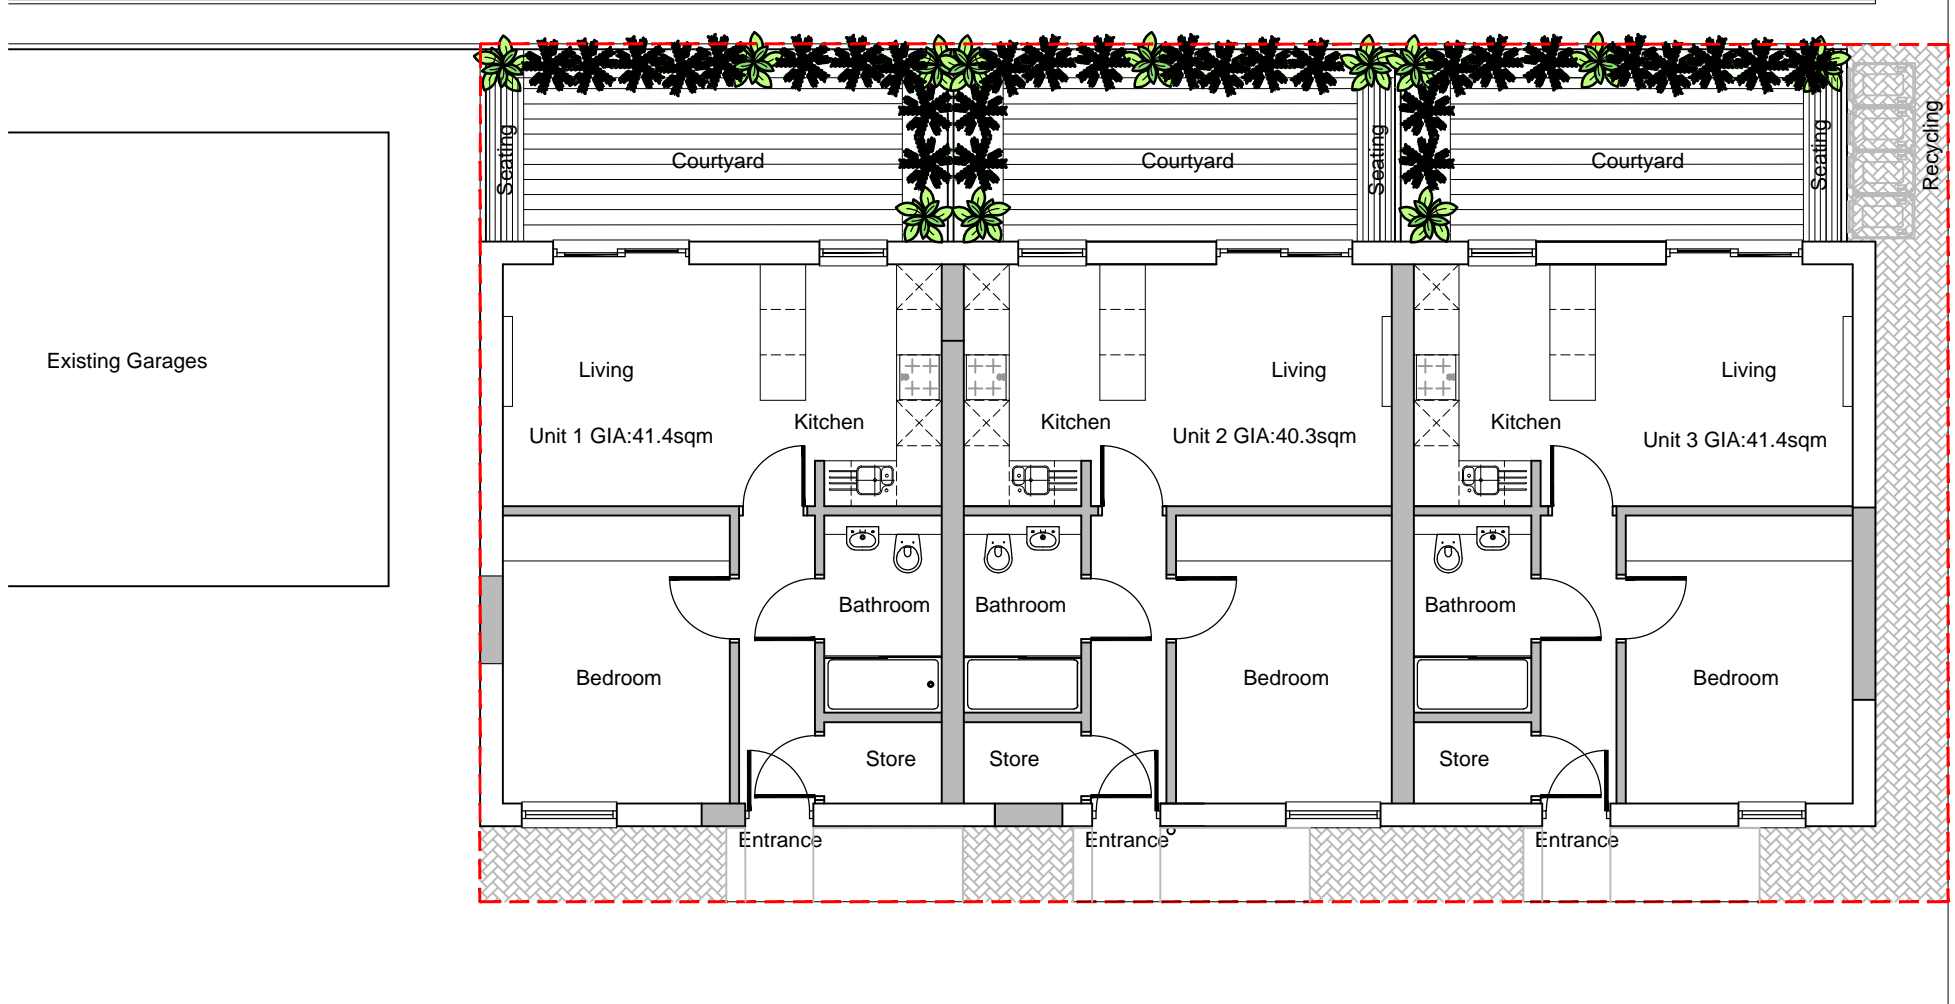 Seating
Courtyard
Courtyard
Seating
Courtyard
Seating
Recycling
Existing Garages
Living
Living
Living
Kitchen
Kitchen
Kitchen
Unit 1 GIA:41.4sqm
Unit 2 GIA:40.3sqm
Unit 3 GIA:41.4sqm
Bathroom
Bathroom
Bathroom
Bedroom
Bedroom
Bedroom
Store
Store
Store
Entrance
Entrance
Entrance